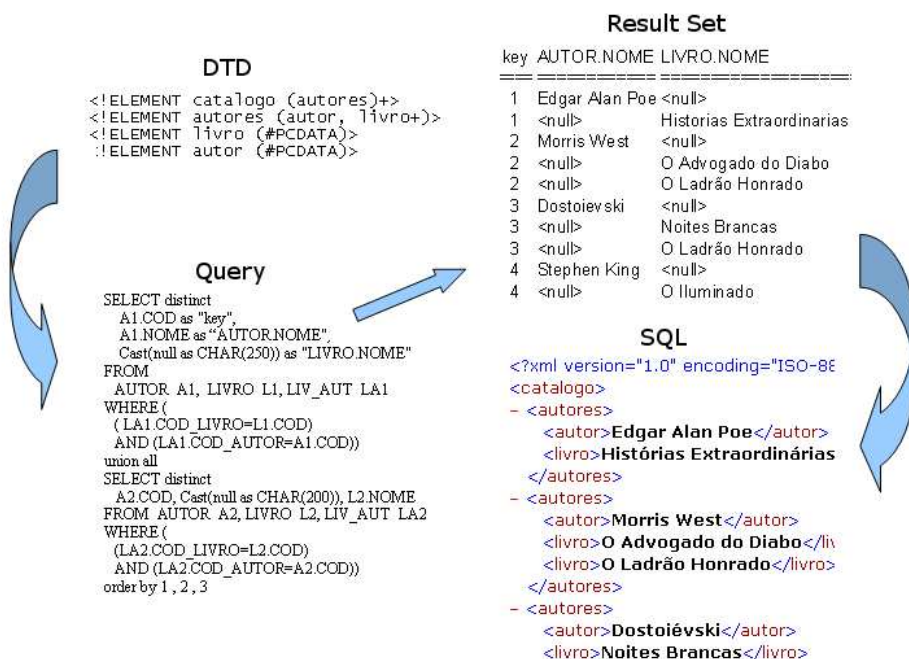 DTD
<!ELEMENT catalogo (autores)+>
<!ELEMENT autores (autor, livro+)>
<!ELEMENT livro (#PCDATA)>
:!ELEMENT autor (#PCDATA)>
Query
SELECT distinct
A1.COD as "key",
A1.NOME as “AUTOR.NOME",
Cast(null as CHAR(250)) as "LIVRO.NOME"
FROM
AUTOR A1, LIVRO L1, LIV_AUT LA1
WHERE (
( LA1.COD_LIVRO=L1.COD)
AND (LA1.COD_AUTOR=A1.COD))
union all
SELECT distinct
A2.COD, Cast(null as CHAR(200)), L2.NOME
FROM AUTOR A2, LIVRO L2, LIV_AUT LA2
WHERE (
(LA2.COD_LIVRO=L2.COD)
AND (LA2.COD_AUTOR=A2.COD))
order by 1 , 2 , 3
Result Set
key AUTOR.NOME LIVRO.NOME
1 Edgar Alan Poe <null>
1 <null> Historias Extraordinarias
2 Morris West <null>
2 <null> O Advogado do Diabo
2 <null> O Ladrão Honrado
3 Dostoievski <null>
3 <null> Noites Brancas
3 <null> O Ladrão Honrado
4 Stephen King <null>
4 <null> O Iluminado
SQL
<?xml version="1.0" encoding="ISO-88
<catalogo>
– <autores>
<autor>Edgar Alan Poe</autor>
<livro>Histórias Extraordinárias
</autores>
– <autores>
<autor>Morris West</autor>
<livro>O Advogado do Diabo</liv
<livro>O Ladrão Honrado</livro>
</autores>
– <autores>
<autor>Dostoiévski</autor>
<livro>Noites Brancas</livro>